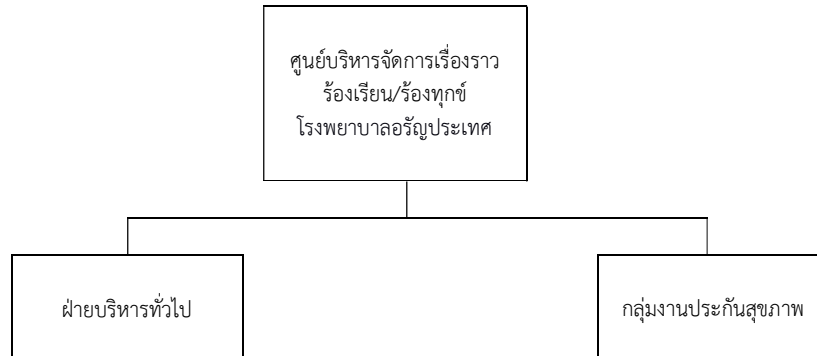 ศูนย์บริหารจัดการเรื่องราว
ร้องเรียน/ร้องทุกข์
โรงพยาบาลอรัญประเทศ
ฝ่ายบริหารทั่วไป
กลุ่มงานประกันสุขภาพ